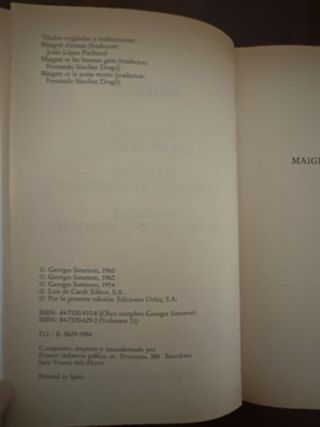 Títulos originales y traducciones:
Maigret s'amuse (traductor:
Jesús López Pacheco)
Maigret et les braves gens (traductor:
Fernando Sánchez Dragó)
Maigret et la jeune morte (traductor:
Fernando Sánchez Dragó)
MAIGRE
© Georges Simenon, 1960
© Georges Simenon, 1962
© Georges Simenon, 1954
© Luis de Caralt Editor, S.A.
© Por la presente edición: Ediciones Orbis, S.A.
ISBN: 84-7530-433-8 (Obra completa Georges Simenon)
ISBN: 84-7530-629-2 (Volumen 31)
D.L.: B. 8629-1984
Compuesto, impreso y encuadernado por
Printer industria gráfica, sa Provenza, 388 Barcelona
Sant Vicenç dels Horts
Printed in Spain